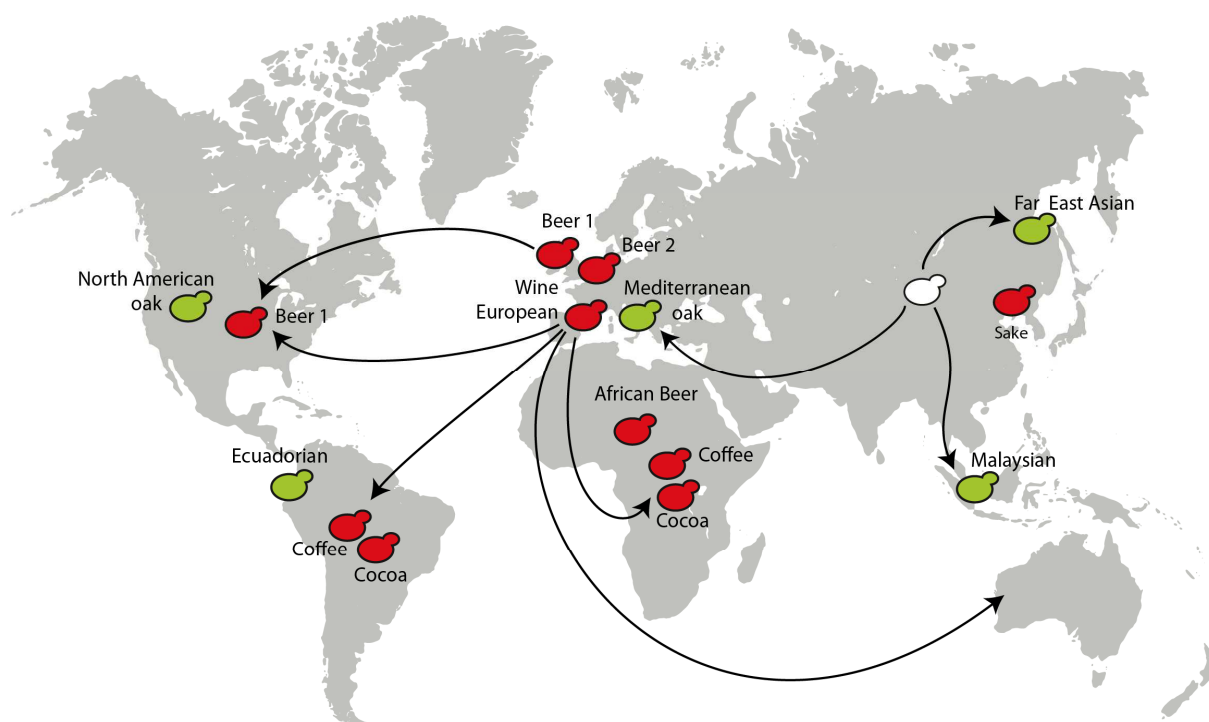 Far East Asian
Beer 1
Beer 2
North American
oak
Wine
European
Mediterranean
oak
Beer 1
Sake
African Beer
Ecuadorian
Coffee
Malaysian
Cocoa
Coffee
Cocoa